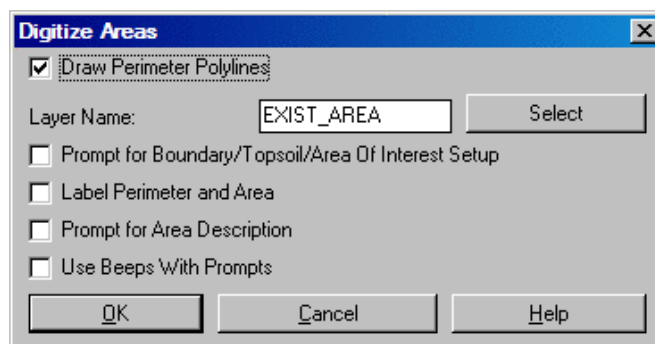 Digitize Areas
Draw Perimeter Polylines
Layer Name: EXIST_AREA Select
Prompt for Boundary/Topsoil/Area Of Interest Setup
Label Perimeter and Area
Prompt for Area Description
Use Beeps With Prompts
OK Cancel Help